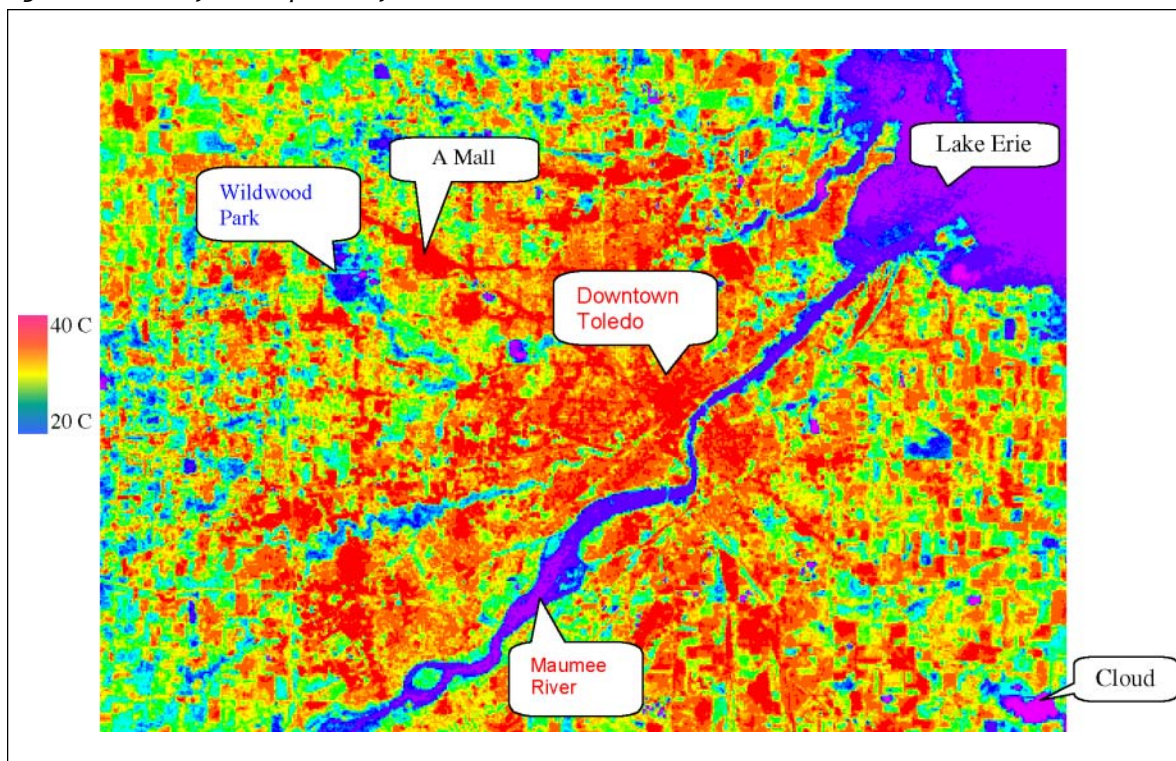 A Mall
Lake Erie
Wildwood
Park
Downtown
Toledo
40 C
20 C
Maumee
River
Cloud